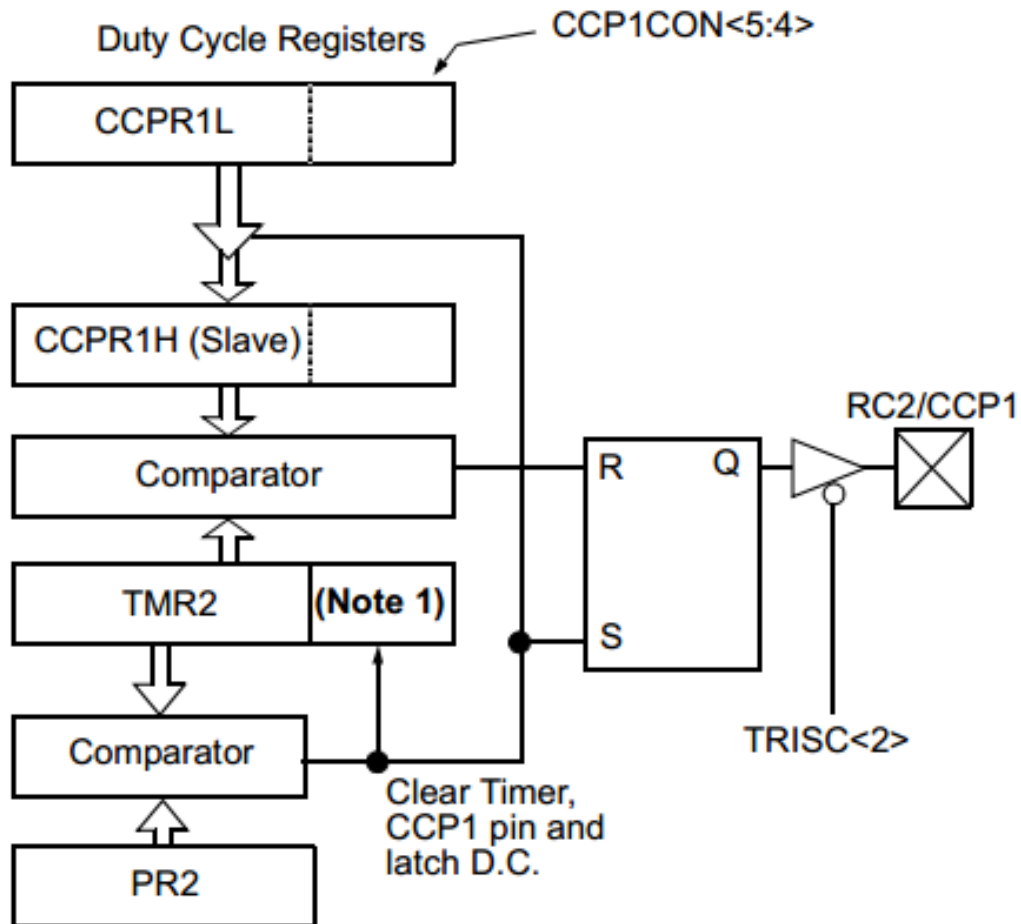 Duty Cycle Registers
CCP1CON<5:4>
CCPR1L
CCPR1H (Slave)
RC2/CCP1
Comparator
R
Q
TMR2
(Note 1)
S
Comparator
TRISC<2>
Clear Timer,
CCP1 pin and
latch D.C.
PR2